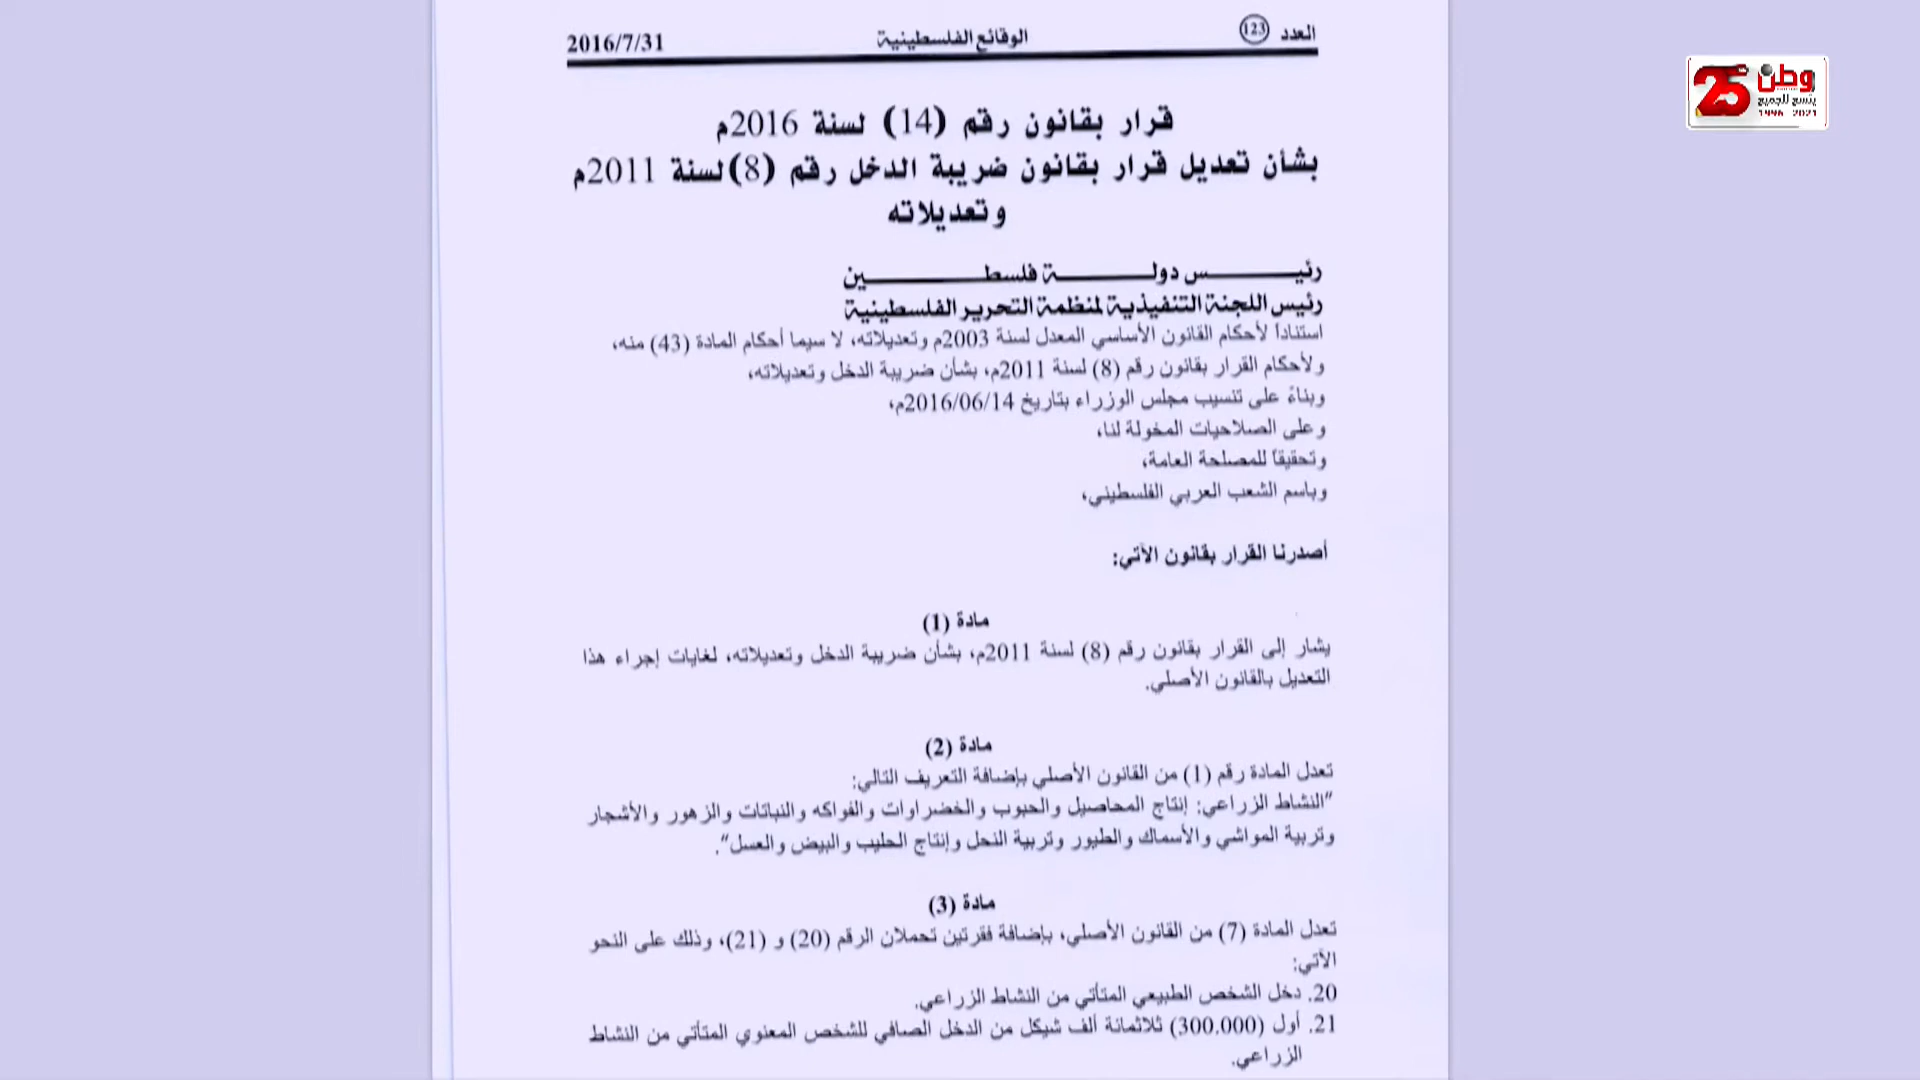 العدد (123)
الوقائع الفلسطينية
2016/7/31
وطن
25
يتسع للجميع
1996 2021
قرار بقانون رقم (14) لسنة 2016م
بشأن تعديل قرار بقانون ضريبة الدخل رقم (8) لسنة 2011م
وتعديلاته
رئيـــــــس دولــــــة فلسطــــــــين
رئيس اللجنة التنفيذية لمنظمة التحرير الفلسطينية
استناداً لأحكام القانون الأساسي المعدل لسنة 2003م وتعديلاته، لا سيما أحكام المادة (43) منه،
ولأحكام القرار بقانون رقم (8) لسنة 2011م، بشأن ضريبة الدخل وتعديلاته،
وبناءً على تنسيب مجلس الوزراء بتاريخ 2016/06/14م،
وعلى الصلاحيات المخولة لنا،
وتحقيقاً للمصلحة العامة،
وباسم الشعب العربي الفلسطيني،
أصدرنا القرار بقانون الآتي:
مادة (1)
يشار إلى القرار بقانون رقم (8) لسنة 2011م، بشأن ضريبة الدخل وتعديلاته، لغايات إجراء هذا
التعديل بالقانون الأصلي.
مادة (2)
تعدل المادة رقم (1) من القانون الأصلي بإضافة التعريف التالي:
"النشاط الزراعي: إنتاج المحاصيل والحبوب والخضراوات والفواكه والنباتات والزهور والأشجار
وتربية المواشي والأسماك والطيور وتربية النحل وإنتاج الحليب والبيض والعسل".
مادة (3)
تعدل المادة (7) من القانون الأصلي، بإضافة فقرتين تحملان الرقم (20) و (21)، وذلك على النحو
الآتي:
20. دخل الشخص الطبيعي المتأتي من النشاط الزراعي.
21. أول (300.000) ثلاثمائة ألف شيكل من الدخل الصافي للشخص المعنوي المتأتي من النشاط
الزراعي.